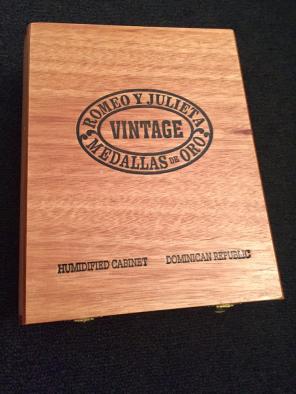 ROMEO Y JULIETA
VINTAGE
MEDALLAS DE ORO
HUMIDIFIED CABINET DOMINICAN REPUBLIC